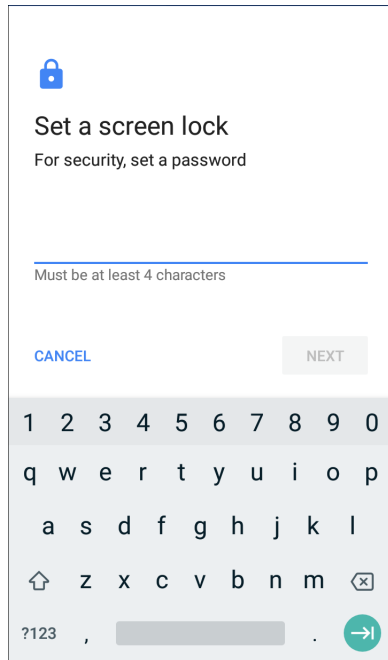 Set a screen lock
For security, set a password
Must be at least 4 characters
CANCEL NEXT
1 2 3 4 5 6 7 8 9 0
q w e r t y u i o p
a s d f g h j k l
z x c v b n m
?123 , .